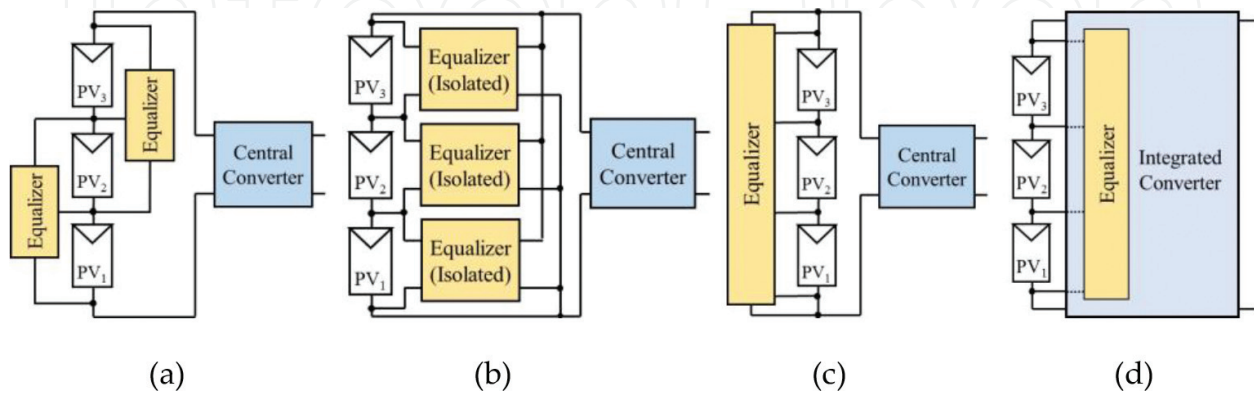 PV3
Equalizer
PV2
Equalizer
PV1
Central
Converter
(a)
PV3
Equalizer
(Isolated)
PV2
Equalizer
(Isolated)
PV1
Equalizer
(Isolated)
Central
Converter
(b)
Equalizer
PV3
PV2
PV1
Central
Converter
(c)
PV3
PV2
PV1
Equalizer
Integrated
Converter
(d)